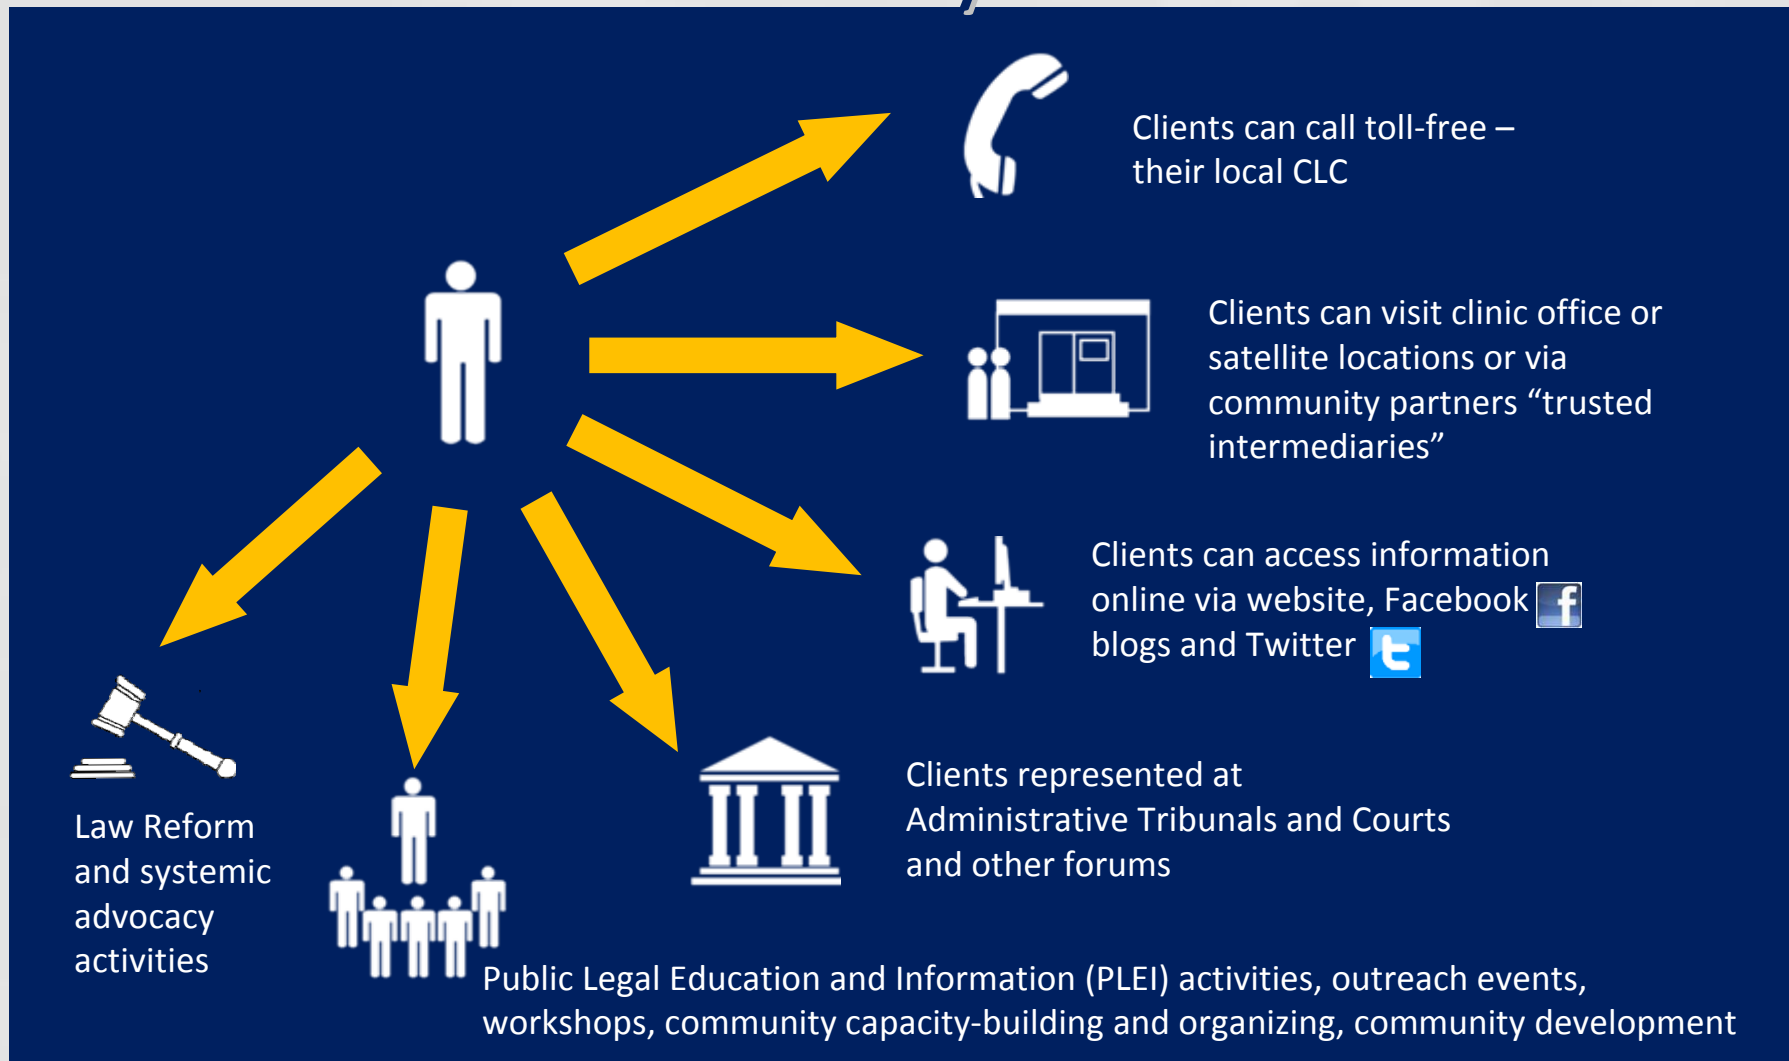 Clients can call toll-free –
their local CLC
Clients can visit clinic office or
satellite locations or via
community partners “trusted
intermediaries”
Clients can access information
online via website, Facebook f
blogs and Twitter t
Clients represented at
Administrative Tribunals and Courts
and other forums
Law Reform
and systemic
advocacy
activities
Public Legal Education and Information (PLEI) activities, outreach events,
workshops, community capacity-building and organizing, community development